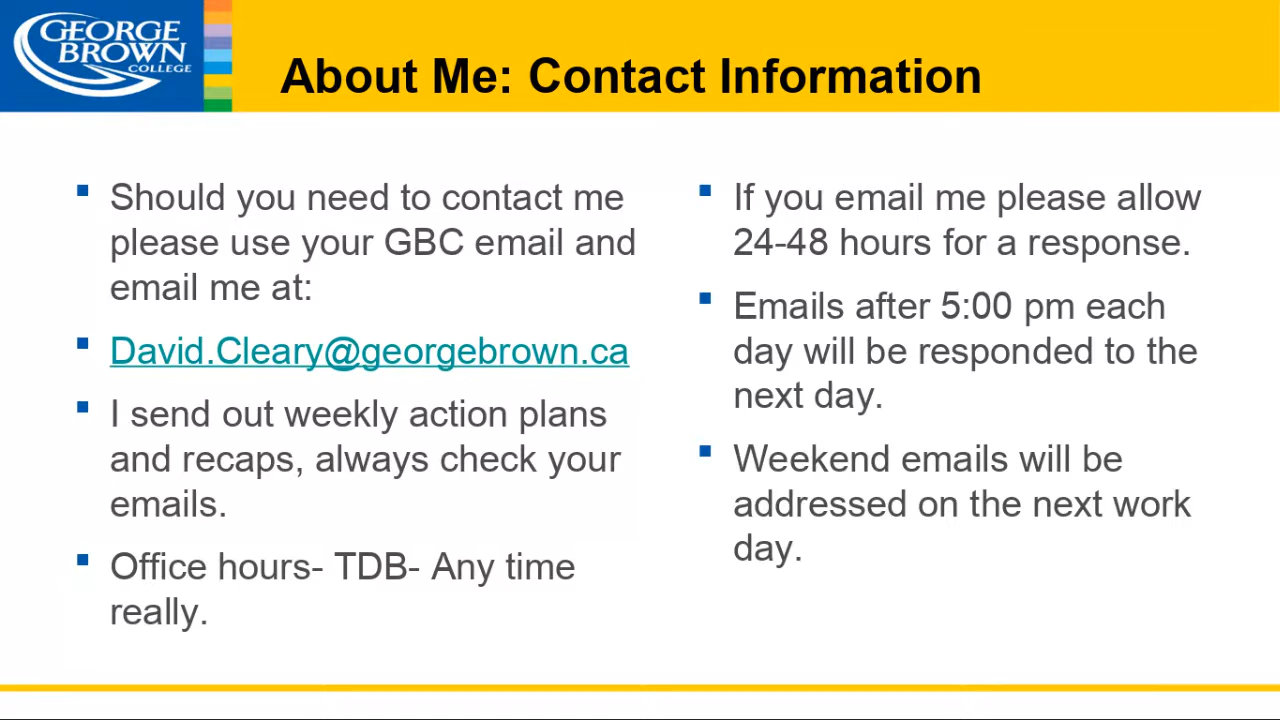 GEORGE
BROWN
COLLEGE
About Me: Contact Information
Should you need to contact me
please use your GBC email and
email me at:
David.Cleary@georgebrown.ca
I send out weekly action plans
and recaps, always check your
emails.
Office hours- TDB- Any time
really.
If you email me please allow
24-48 hours for a response.
Emails after 5:00 pm each
day will be responded to the
next day.
Weekend emails will be
addressed on the next work
day.